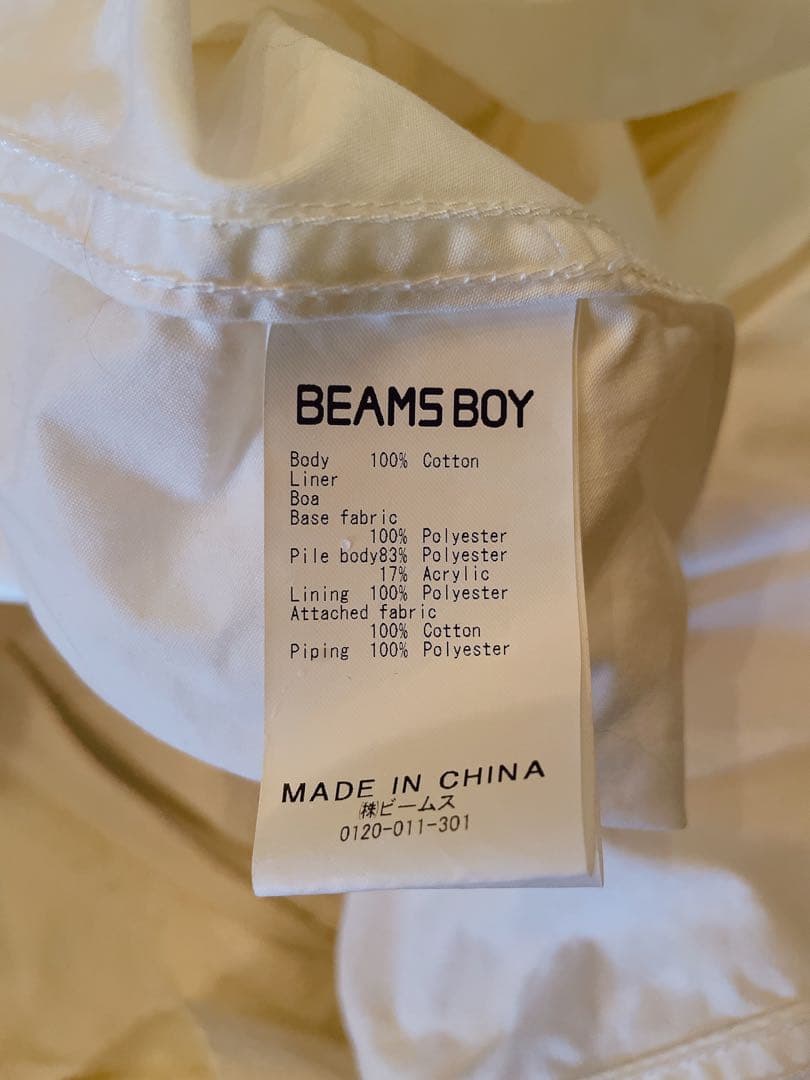 BEAMS BOY
Body 100% Cotton
Liner
Boa
Base fabric
100% Polyester
Pile body83% Polyester
17% Acrylic
Lining 100% Polyester
Attached fabric
100% Cotton
Piping 100% Polyester
MADE IN CHINA
㈱ビームス
0120-011-301